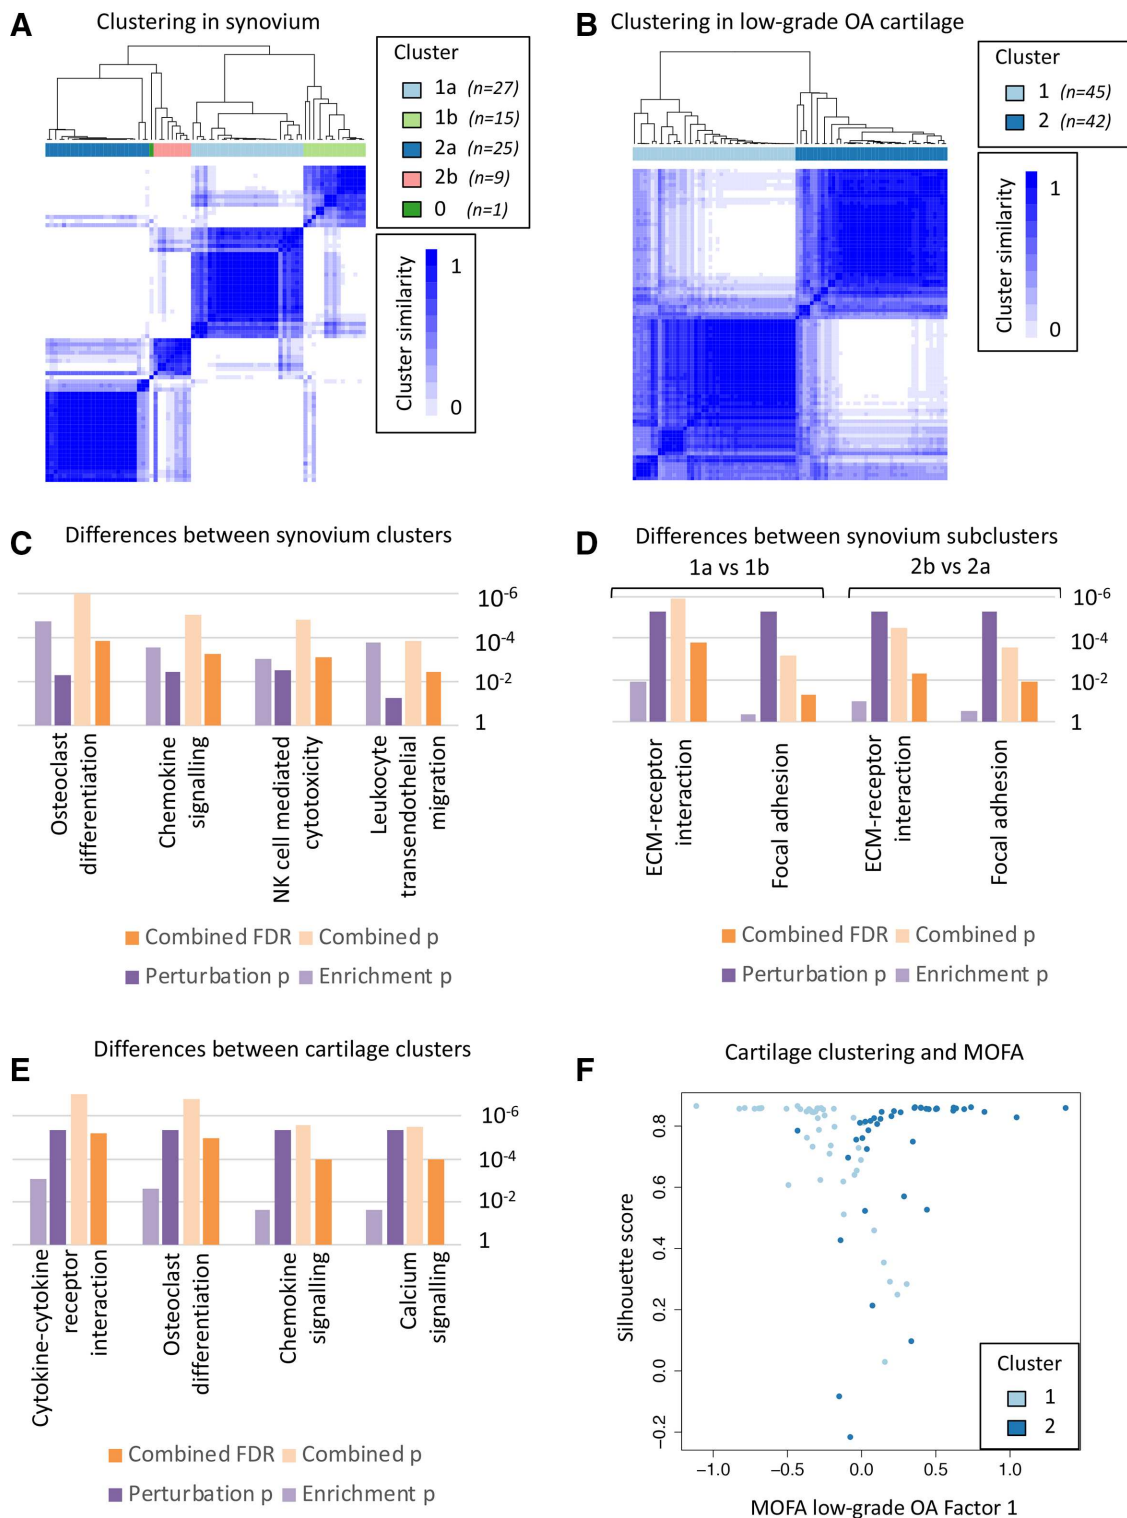 A
Clustering in synovium
Cluster
1a (n=27)
1b (n=15)
2a (n=25)
2b (n=9)
0 (n=1)
Cluster similarity
1
0
B
Clustering in low-grade OA cartilage
Cluster
1 (n=45)
2 (n=42)
Cluster similarity
1
0
C
Differences between synovium clusters
10-6
10-4
10-2
1
Osteoclast
differentiation
Chemokine
signalling
NK cell mediated
cytotoxicity
Leukocyte
transendothelial
migration
Combined FDR
Combined p
Perturbation p
Enrichment p
D
Differences between synovium subclusters
1a vs 1b
2b vs 2a
10-6
10-4
10-2
1
ECM-receptor
interaction
Focal adhesion
ECM-receptor
interaction
Focal adhesion
Combined FDR
Combined p
Perturbation p
Enrichment p
E
Differences between cartilage clusters
10-6
10-4
10-2
1
Cytokine-cytokine
receptor
interaction
Osteoclast
differentiation
Chemokine
signalling
Calcium
signalling
Combined FDR
Combined p
Perturbation p
Enrichment p
F
Cartilage clustering and MOFA
Silhouette score
0.8
0.6
0.4
0.2
0.0
−0.2
Cluster
1
2
−1.0
−0.5
0.0
0.5
1.0
MOFA low-grade OA Factor 1